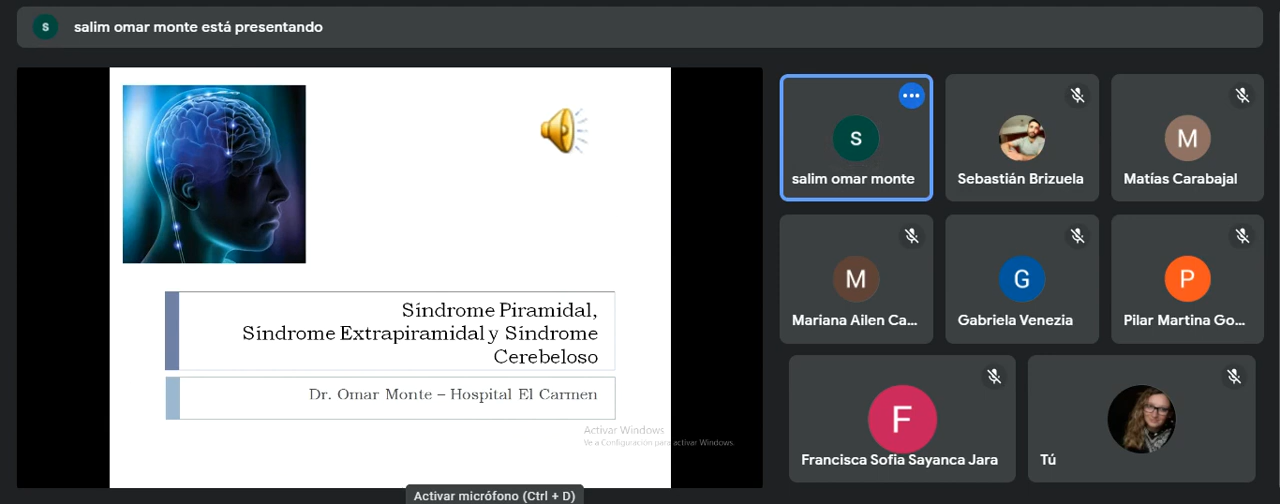 s
salim omar monte está presentando
Síndrome Piramidal,
Síndrome Extrapiramidal y Síndrome
Cerebeloso
Dr. Omar Monte – Hospital El Carmen
Activar Windows
Ve a Configuración para activar Windows.
Activar micrófono (Ctrl + D)
s
salim omar monte
Sebastián Brizuela
M
Matías Carabajal
M
Mariana Ailen Ca...
G
Gabriela Venezia
P
Pilar Martina Go...
F
Francisca Sofia Sayanca Jara
Tú